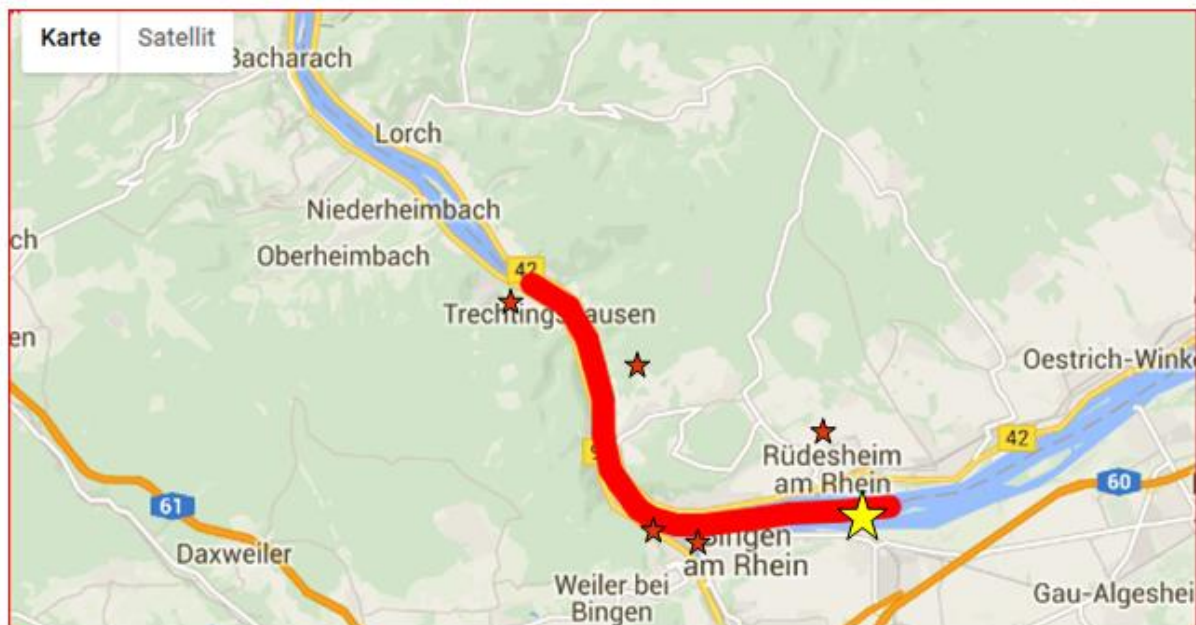 Karte Satellit
Bacharach
Lorch
Niederheimbach
Oberheimbach
ch
42
en
Oestrich-Winke
42
Rüdesheim
am Rhein
60
61
Daxweiler
Bingen
am Rhein
Weiler bei
Bingen
Gau-Algeshei